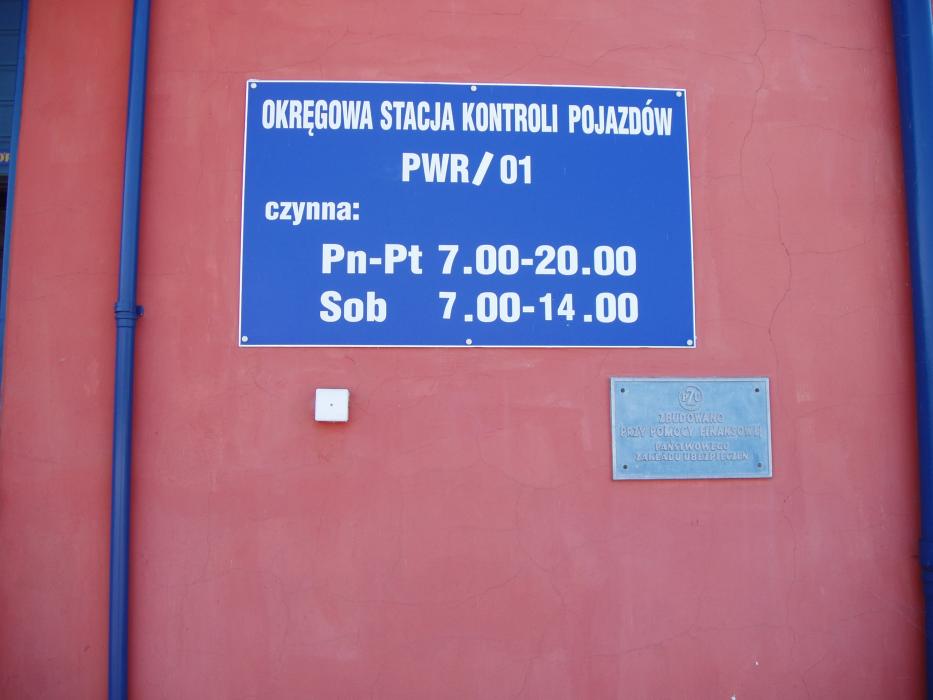 OKRĘGOWA STACJA KONTROLI POJAZDÓW
PWR/01
czynna:
Pn-Pt 7.00-20.00
Sob 7.00-14.00
PZU
ZBUDOWANO
PRZY POMOCY FINANSOWEJ
PAŃSTWOWEGO
ZAKŁADU UBEZPIECZEŃ